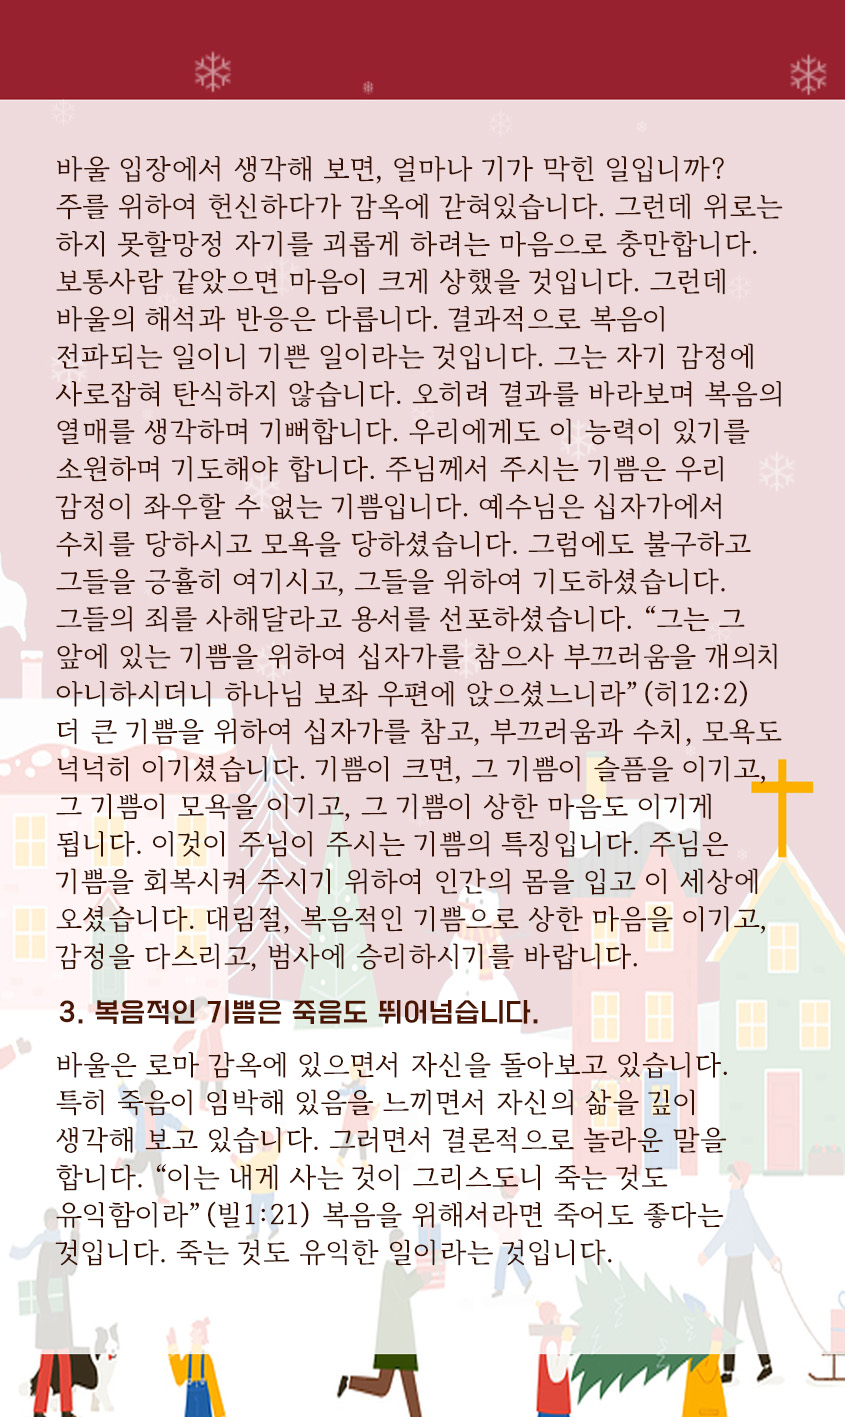 바울 입장에서 생각해 보면, 얼마나 기가 막힌 일입니까?
주를 위하여 헌신하다가 감옥에 갇혀있습니다. 그런데 위로는
하지 못할망정 자기를 괴롭게 하려는 마음으로 충만합니다.
보통사람 같았으면 마음이 크게 상했을 것입니다. 그런데
바울의 해석과 반응은 다릅니다. 결과적으로 복음이
전파되는 일이니 기쁜 일이라는 것입니다. 그는 자기 감정에
사로잡혀 탄식하지 않습니다. 오히려 결과를 바라보며 복음의
열매를 생각하며 기뻐합니다. 우리에게도 이 능력이 있기를
소원하며 기도해야 합니다. 주님께서 주시는 기쁨은 우리
감정이 좌우할 수 없는 기쁨입니다. 예수님은 십자가에서
수치를 당하시고 모욕을 당하셨습니다. 그럼에도 불구하고
그들을 긍휼히 여기시고, 그들을 위하여 기도하셨습니다.
그들의 죄를 사해달라고 용서를 선포하셨습니다. “그는 그
앞에 있는 기쁨을 위하여 십자가를 참으사 부끄러움을 개의치
아니하시더니 하나님 보좌 우편에 앉으셨느니라” (히12:2)
더 큰 기쁨을 위하여 십자가를 참고, 부끄러움과 수치, 모욕도
넉넉히 이기셨습니다. 기쁨이 크면, 그 기쁨이 슬픔을 이기고,
그 기쁨이 모욕을 이기고, 그 기쁨이 상한 마음도 이기게
됩니다. 이것이 주님이 주시는 기쁨의 특징입니다. 주님은
기쁨을 회복시켜 주시기 위하여 인간의 몸을 입고 이 세상에
오셨습니다. 대림절, 복음적인 기쁨으로 상한 마음을 이기고,
감정을 다스리고, 범사에 승리하시기를 바랍니다.
3. 복음적인 기쁨은 죽음도 뛰어넘습니다.
바울은 로마 감옥에 있으면서 자신을 돌아보고 있습니다.
특히 죽음이 임박해 있음을 느끼면서 자신의 삶을 깊이
생각해 보고 있습니다. 그러면서 결론적으로 놀라운 말을
합니다. “이는 내게 사는 것이 그리스도니 죽는 것도
유익함이라” (빌1:21) 복음을 위해서라면 죽어도 좋다는
것입니다. 죽는 것도 유익한 일이라는 것입니다.